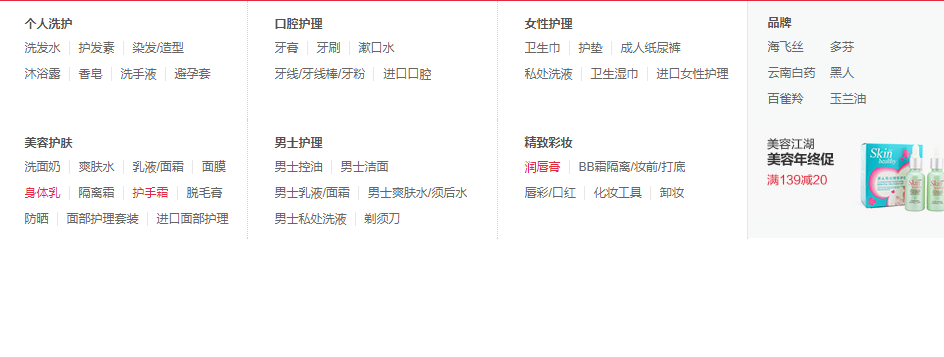 个人洗护
洗发水 护发素 染发/造型
沐浴露 香皂 洗手液 避孕套
口腔护理
牙膏 牙刷 漱口水
牙线/牙线棒/牙粉 进口口腔
女性护理
卫生巾 护垫 成人纸尿裤
私处洗液 卫生湿巾 进口女性护理
美容护肤
洗面奶 爽肤水 乳液/面霜 面膜
身体乳 隔离霜 护手霜 脱毛膏
防晒 面部护理套装 进口面部护理
男士护理
男士控油 男士洁面
男士乳液/面霜 男士爽肤水/须后水
男士私处洗液 剃须刀
精致彩妆
润唇膏 BB霜隔离/妆前/打底
唇彩/口红 化妆工具 卸妆
品牌
海飞丝 多芬
云南白药 黑人
百雀羚 玉兰油
美容江湖
美容年终促
满139减20
Skin
healthy